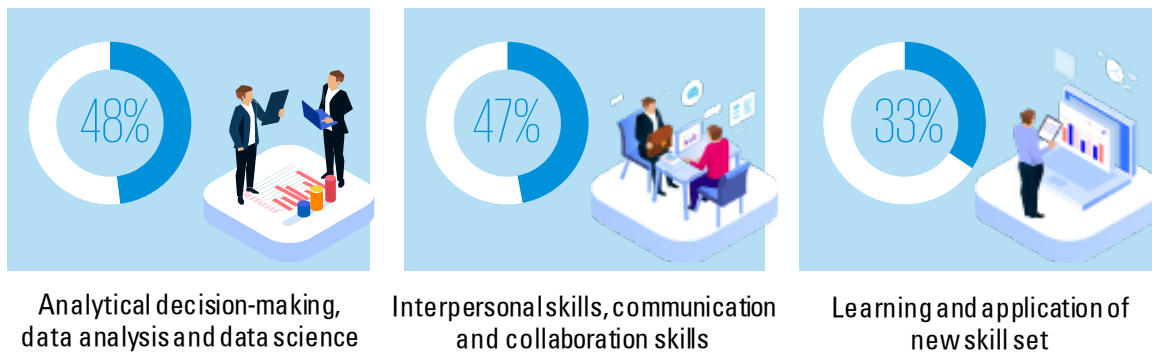 48%
47%
33%
Analytical decision-making,
data analysis and data science
Interpersonal skills, communication
and collaboration skills
Learning and application of
new skill set